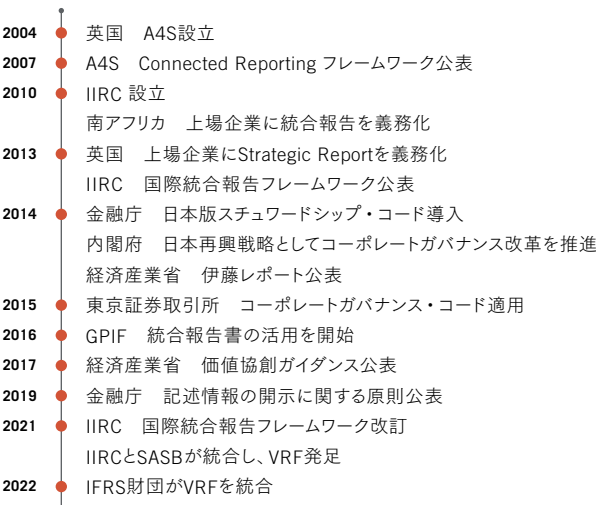 2004 英国　A4S設立
2007 A4S　Connected Reporting フレームワーク公表
2010 IIRC 設立
南アフリカ　上場企業に統合報告を義務化
2013 英国　上場企業にStrategic Reportを義務化
IIRC　国際統合報告フレームワーク公表
2014 金融庁　日本版スチュワードシップ・コード導入
内閣府　日本再興戦略としてコーポレートガバナンス改革を推進
経済産業省　伊藤レポート公表
2015 東京証券取引所　コーポレートガバナンス・コード適用
2016 GPIF　統合報告書の活用を開始
2017 経済産業省　価値協創ガイダンス公表
2019 金融庁　記述情報の開示に関する原則公表
2021 IIRC　国際統合報告フレームワーク改訂
IIRCとSASBが統合し、VRF発足
2022 IFRS財団がVRFを統合